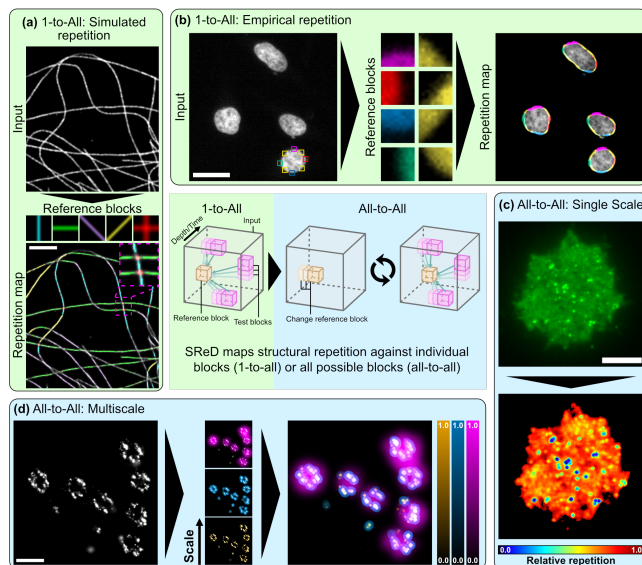 (a) 1-to-All: Simulated
repetition
Input
Reference blocks
Repetition map
(b) 1-to-All: Empirical repetition
Input
Reference blocks
Repetition map
1-to-All
All-to-All
Depth/Time
Input
Reference block
Test blocks
Change reference block
SReD maps structural repetition against individual
blocks (1-to-all) or all possible blocks (all-to-all)
(c) All-to-All: Single Scale
0.0
1.0
Relative repetition
(d) All-to-All: Multiscale
Scale
1.0
1.0
1.0
0.0
0.0
0.0